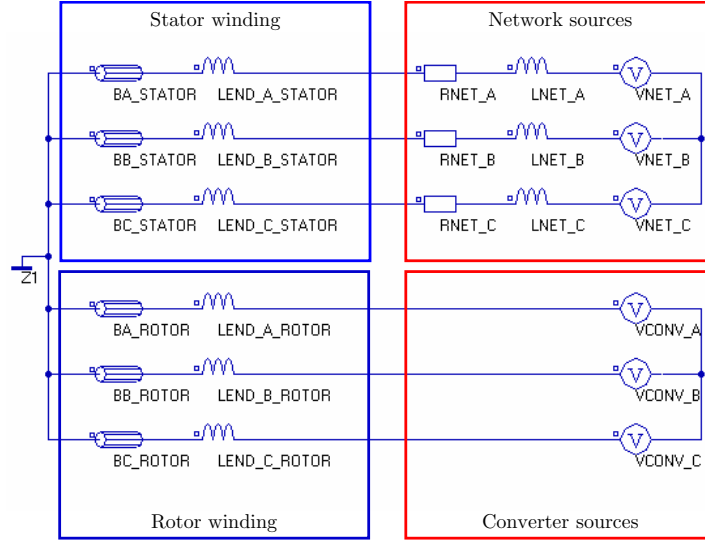 Stator winding Network sources
BA_STATOR LEND_A_STATOR RNET_A LNET_A VNET_A
BB_STATOR LEND_B_STATOR RNET_B LNET_B VNET_B
BC_STATOR LEND_C_STATOR RNET_C LNET_C VNET_C
Z1
BA_ROTOR LEND_A_ROTOR VCONV_A
BB_ROTOR LEND_B_ROTOR VCONV_B
BC_ROTOR LEND_C_ROTOR VCONV_C
Rotor winding Converter sources